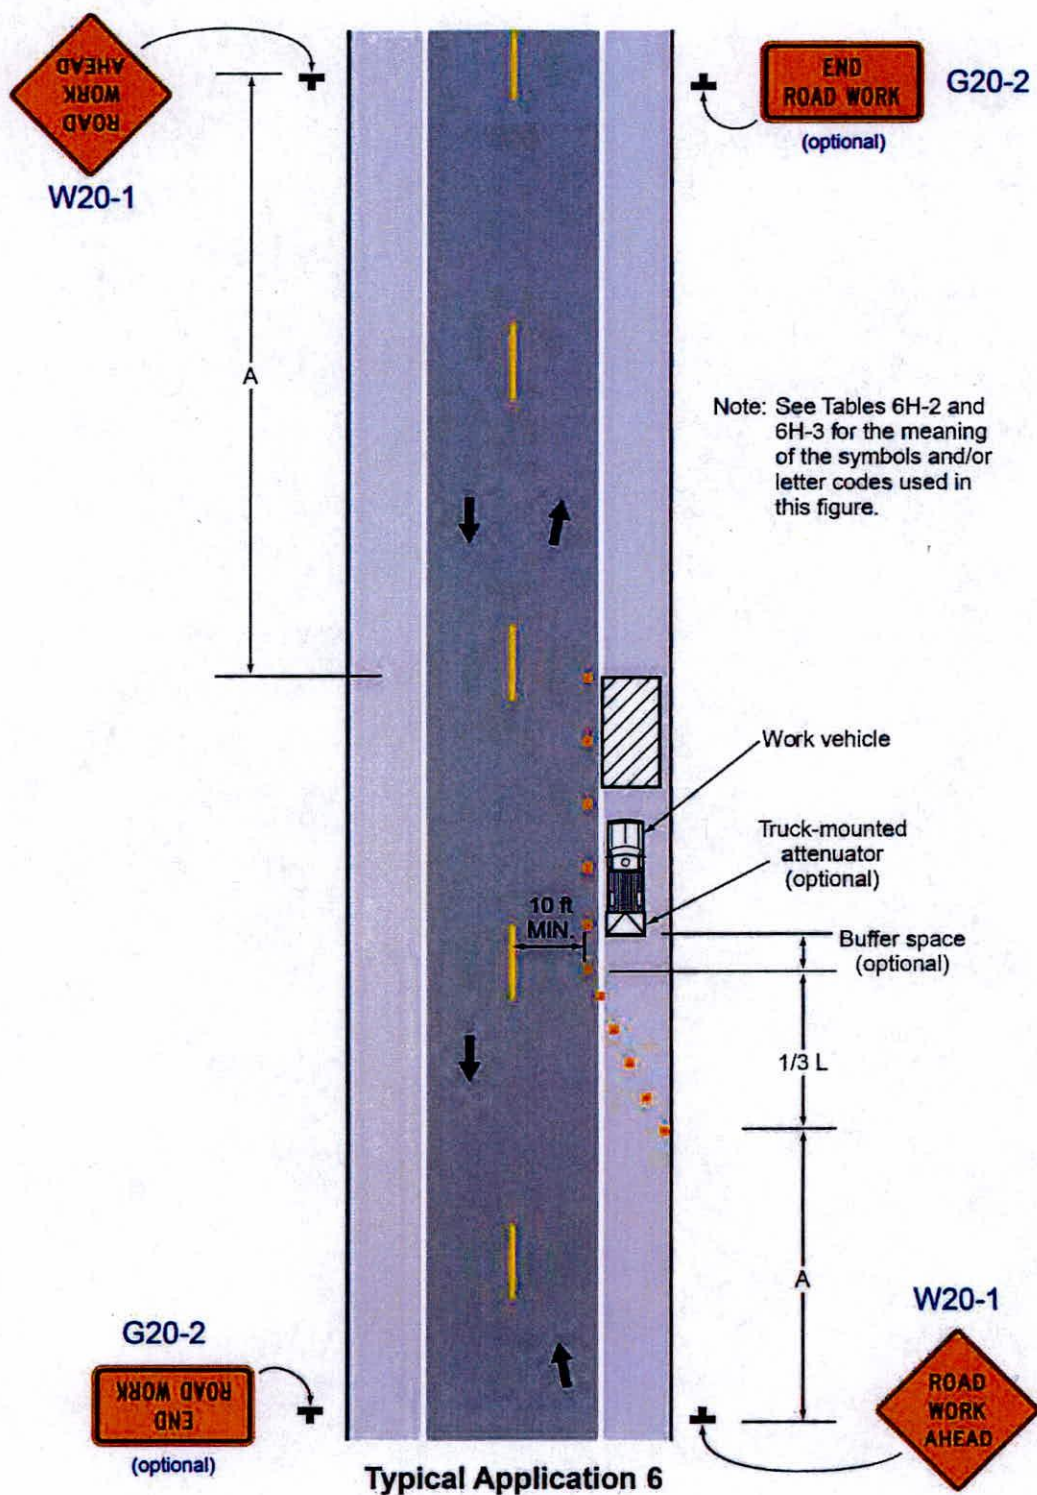 ROAD
WORK
AHEAD
W20-1
END
ROAD WORK
(optional)
G20-2
A
Note: See Tables 6H-2 and
6H-3 for the meaning
of the symbols and/or
letter codes used in
this figure.
Work vehicle
Truck-mounted
attenuator
(optional)
10 ft
MIN.
Buffer space
(optional)
1/3 L
A
G20-2
END
ROAD WORK
(optional)
W20-1
ROAD
WORK
AHEAD
Typical Application 6